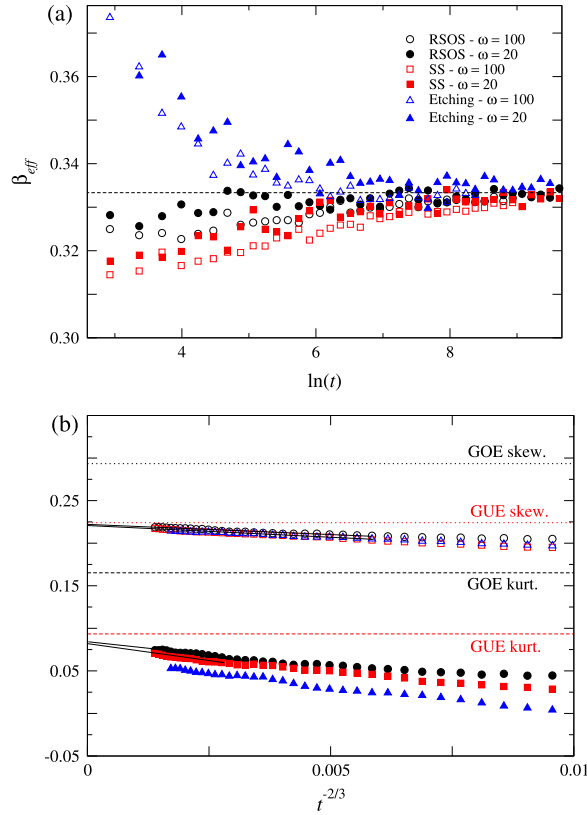 (a)
0.36
0.34
0.32
0.30
β_eff
RSOS - ω = 100
RSOS - ω = 20
SS - ω = 100
SS - ω = 20
Etching - ω = 100
Etching - ω = 20
4
6
8
ln(t)
(b)
0.25
0.15
0.05
-0.05
GOE skew.
GUE skew.
GOE kurt.
GUE kurt.
0
0.005
0.01
t^-2/3